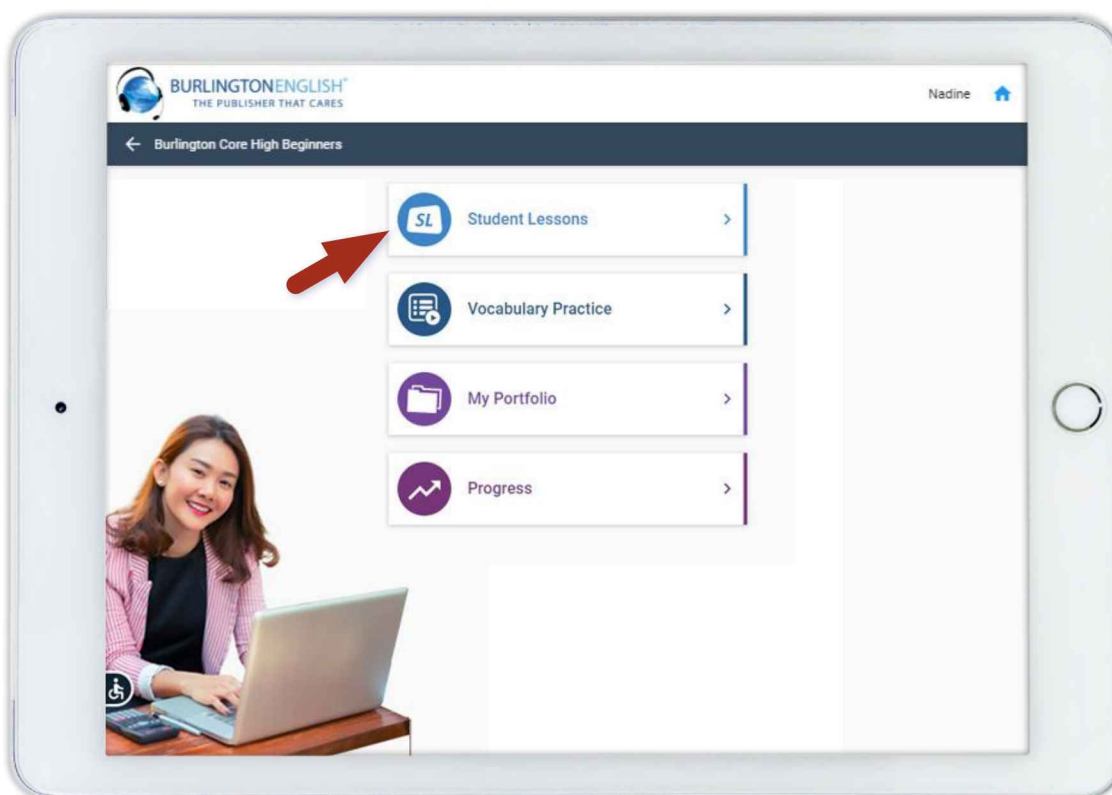 BURLINGTONENGLISH®
THE PUBLISHER THAT CARES
Nadine
Burlington Core High Beginners
SL Student Lessons
Vocabulary Practice
My Portfolio
Progress